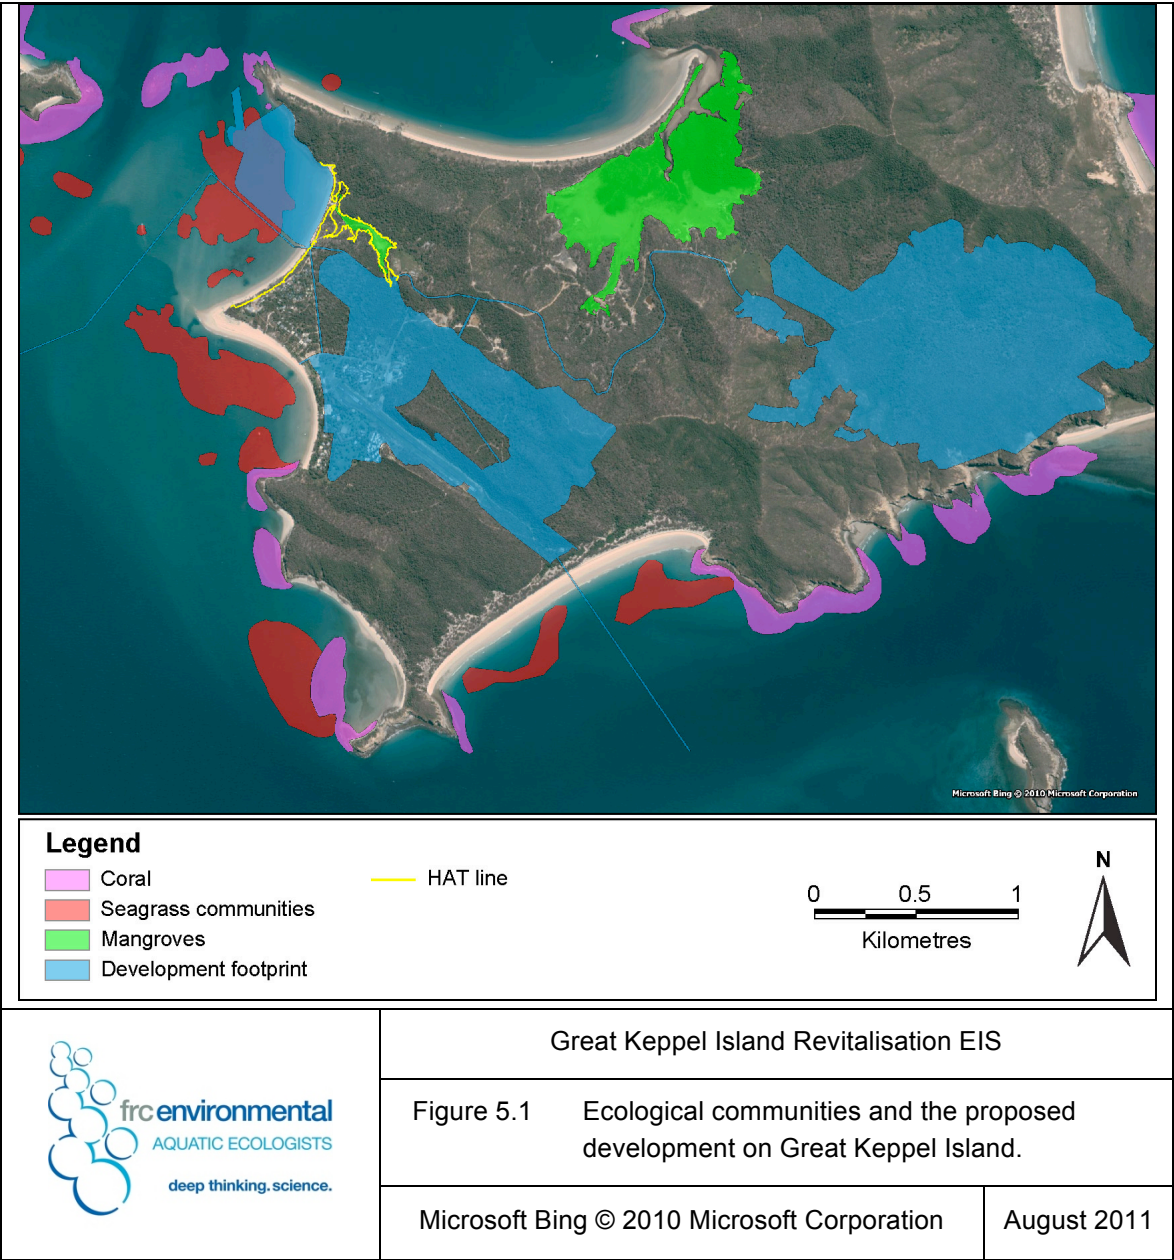 Microsoft Bing © 2010 Microsoft Corporation
Legend
Coral
Seagrass communities
Mangroves
Development footprint
HAT line
0 0.5 1
Kilometres
N
frcenvironmental
AQUATIC ECOLOGISTS
deep thinking. science.
Great Keppel Island Revitalisation EIS
Figure 5.1 Ecological communities and the proposed
development on Great Keppel Island.
Microsoft Bing © 2010 Microsoft Corporation
August 2011